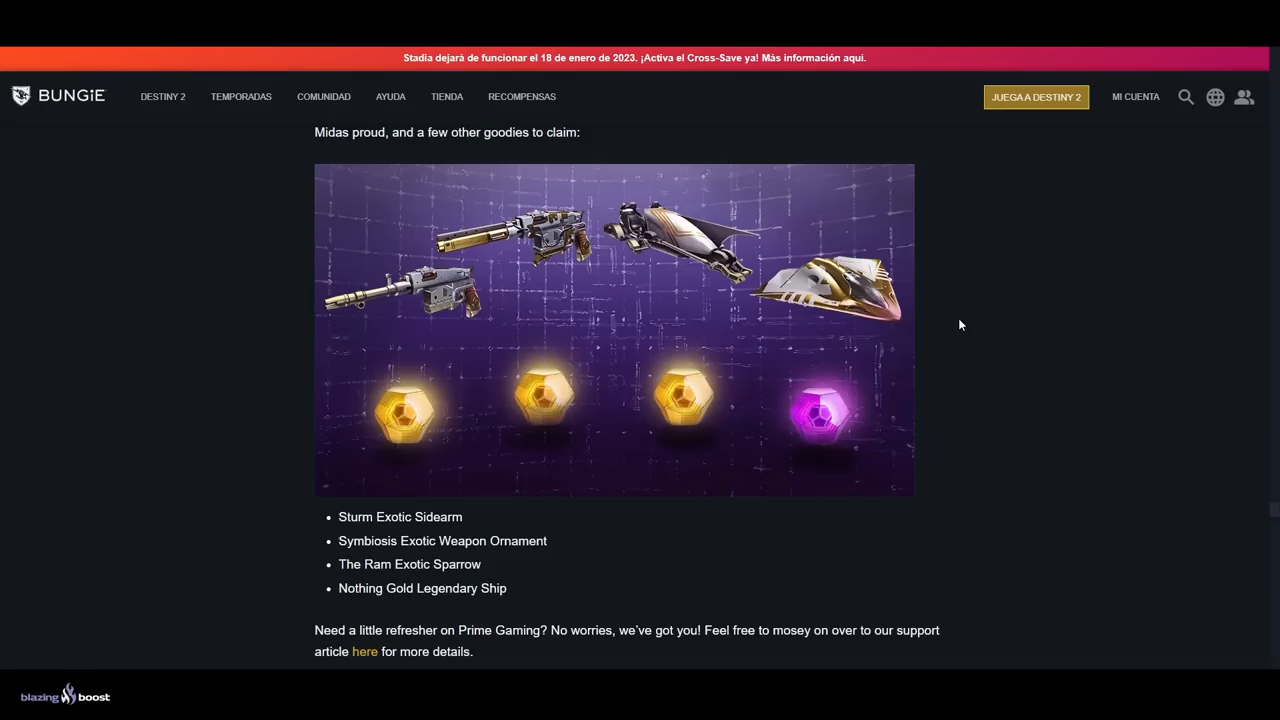 Stadia dejará de funcionar el 18 de enero de 2023. ¡Activa el Cross-Save ya! Más información aquí.
BUNGiE DESTINY 2 TEMPORADAS COMUNIDAD AYUDA TIENDA RECOMPENSAS JUEGA A DESTINY 2 MI CUENTA
Midas proud, and a few other goodies to claim:
• Sturm Exotic Sidearm
• Symbiosis Exotic Weapon Ornament
• The Ram Exotic Sparrow
• Nothing Gold Legendary Ship
Need a little refresher on Prime Gaming? No worries, we've got you! Feel free to mosey on over to our support
article here for more details.
blazing boost